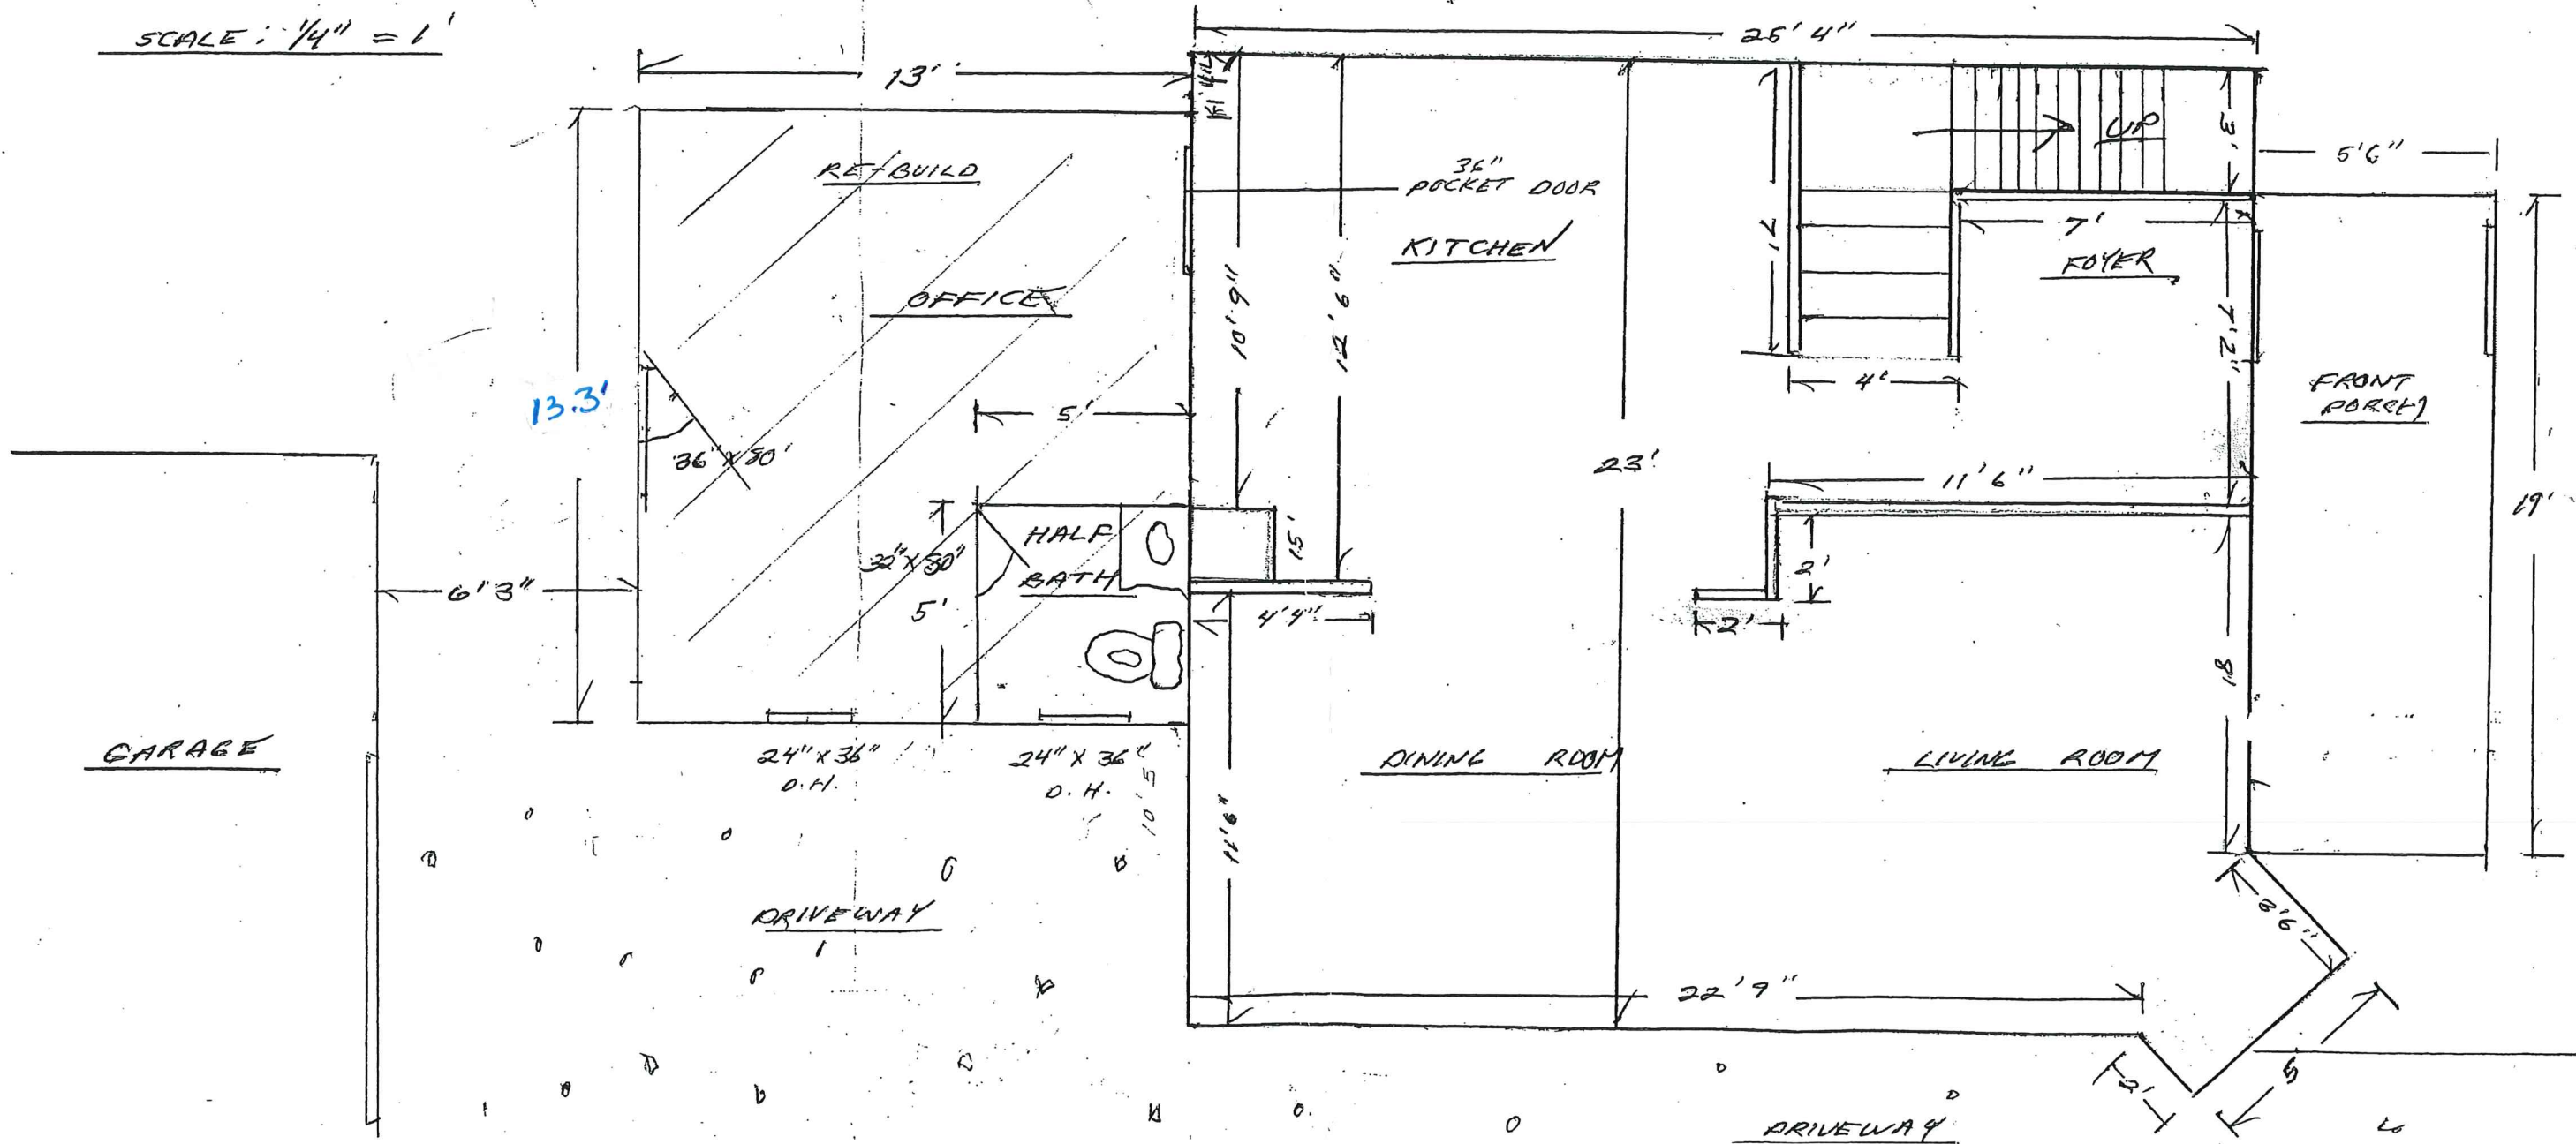 SCALE: 1/4" = 1'
25' 4"
13'
RE-BUILD
36"
POCKET DOOR
UP
3'
5'6"
KITCHEN
7'
7'
FOYER
OFFICE
10' 9"
12' 6"
7'2"
13.3'
4'
FRONT
PORCH
5'
36" X 80'
23'
11' 6"
19'
HALF
BATH
32" X 80"
15'
2'
6' 3"
5'
4' 4"
2'
8'
GARAGE
24" X 36"
D.H.
24" X 36"
D.H.
10' 5"
DINING ROOM
LIVING ROOM
11'6"
DRIVEWAY
3'6"
22' 9"
5'
2'
DRIVEWAY